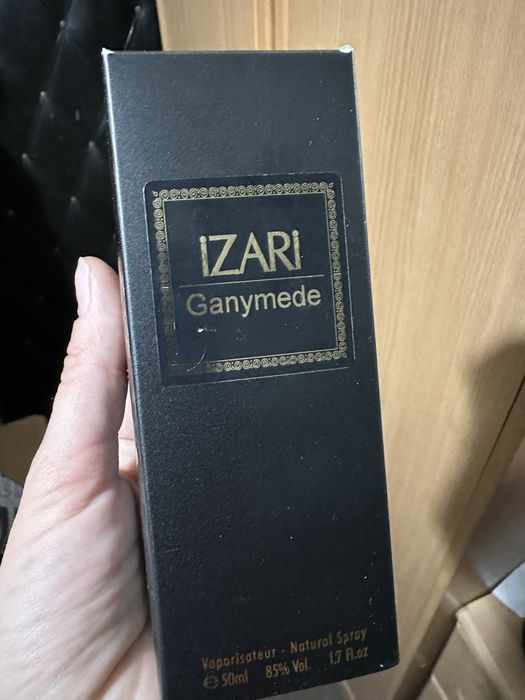 iZARi
Ganymede
Vaporisateur - Natural Spray
℮50ml 85% Vol. 1.7 Fl.oz